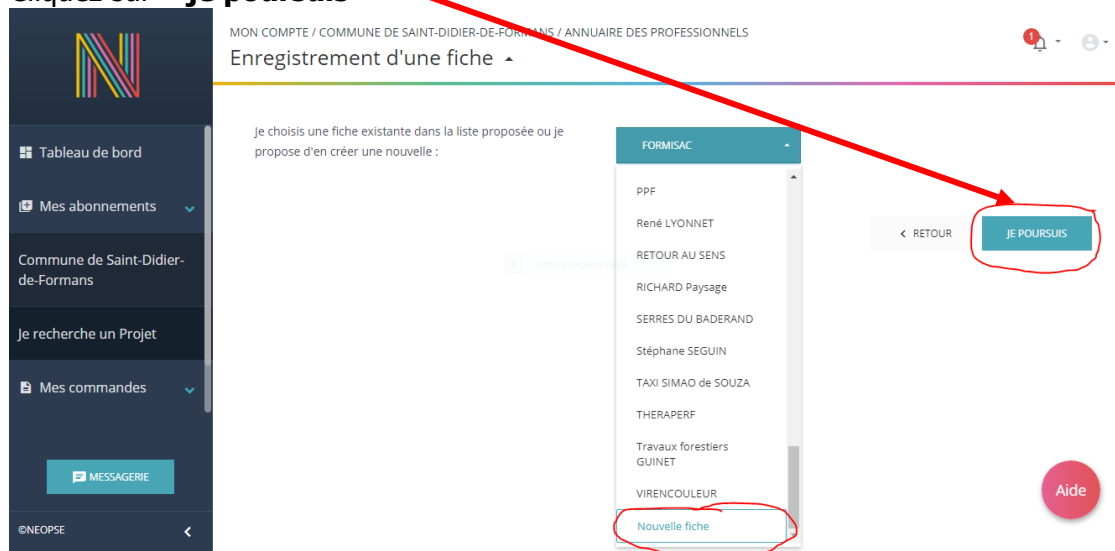 Cliquez sur « je poursuis
MON COMPTE / COMMUNE DE SAINT-DIDIER-DE-FORMANS / ANNUAIRE DES PROFESSIONNELS
Enregistrement d'une fiche
1
Je choisis une fiche existante dans la liste proposée ou je
propose d'en créer une nouvelle :
FORMISAC
PPF
René LYONNET
RETOUR AU SENS
RICHARD Paysage
SERRES DU BADERAND
Stéphane SEGUIN
TAXI SIMAO de SOUZA
THERAPERF
Travaux forestiers
GUINET
VIRENCOULEUR
Nouvelle fiche
RETOUR
JE POURSUIS
Tableau de bord
Mes abonnements
Commune de Saint-Didier-
de-Formans
Je recherche un Projet
Mes commandes
MESSAGERIE
©NEOPSE
Aide